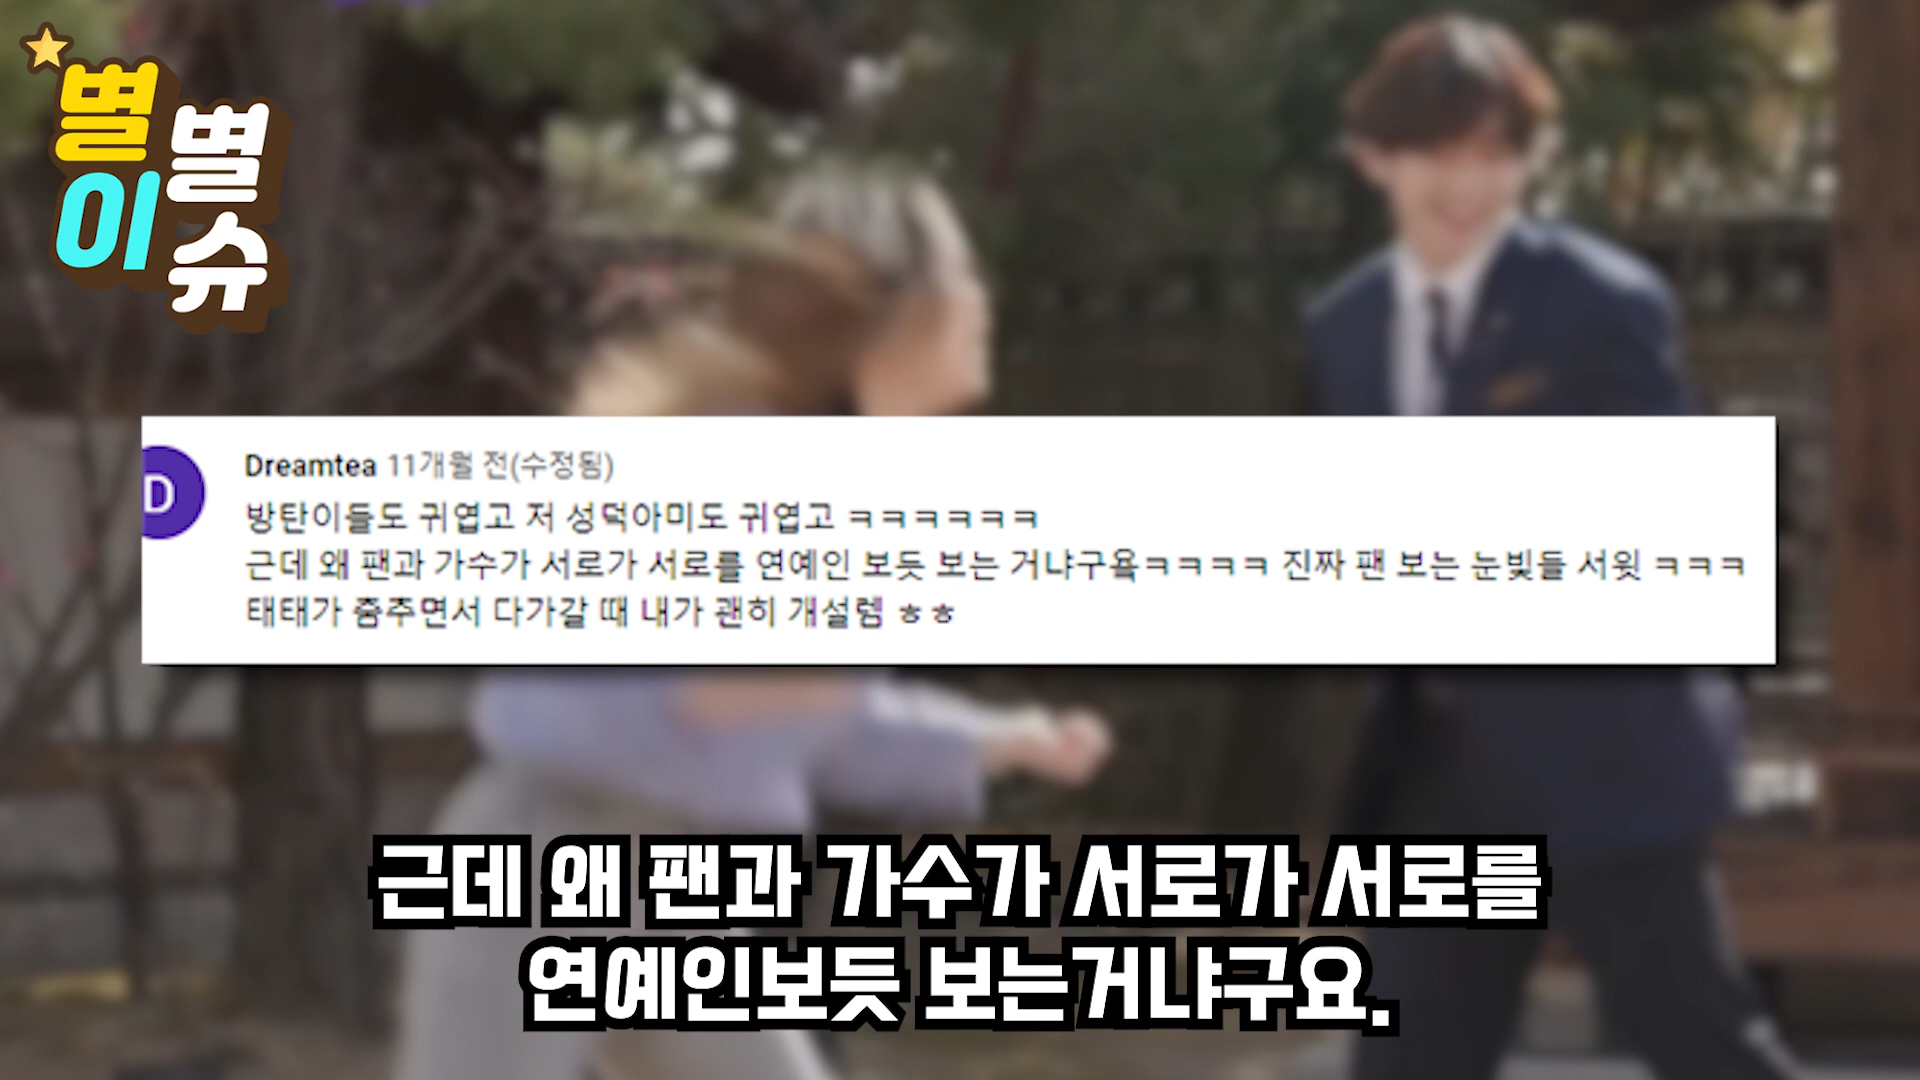 별별
이슈
D
Dreamtea 11개월 전(수정됨)
방탄이들도 귀엽고 저 성덕아미도 귀엽고 ㅋㅋㅋㅋㅋㅋ
근데 왜 팬과 가수가 서로가 서로를 연예인 보듯 보는 거냐구욬ㅋㅋㅋㅋ 진짜 팬 보는 눈빛들 서윗 ㅋㅋㅋ
태태가 춤추면서 다가갈 때 내가 괜히 개설렘 ㅎㅎ
근데 왜 팬과 가수가 서로가 서로를
연예인보듯 보는거냐구요.